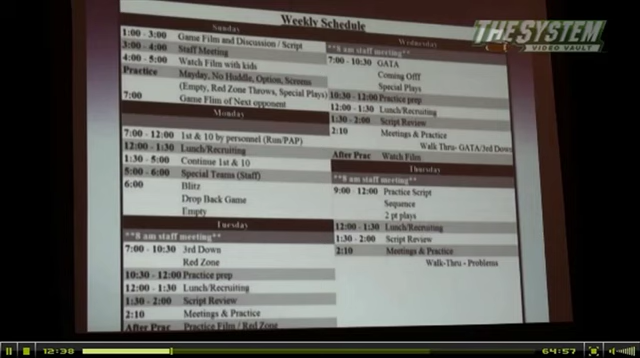 Weekly Schedule
THE SYSTEM
VIDEO VAULT
Sunday
1:00 - 3:00 Game Film and Discussion / Script
3:00 - 4:00 Staff Meeting
4:00 - 5:00 Watch Film with kids
Practice Mayday, No Huddle, Option, Screens
(Empty, Red Zone Throws, Special Plays)
7:00 Game Flim of Next opponent
Monday
7:00 - 12:00 1st & 10 by personnel (Run/PAP)
12:00 - 1:30 Lunch/Recruiting
1:30 - 5:00 Continue 1st & 10
5:00 - 6:00 Special Teams (Staff)
6:00 Blitz
Drop Back Game
Empty
Tuesday
**8 am staff meeting**
7:00 - 10:30 3rd Down
Red Zone
10:30 - 12:00 Practice prep
12:00 - 1:30 Lunch/Recruiting
1:30 - 2:00 Script Review
2:10 Meetings & Practice
After Prac Practice Film / Red Zone
Wednesday
**8 am staff meeting**
7:00 - 10:30 GATA
Coming Off!
Special Plays
10:30 - 12:00 Practice prep
12:00 - 1:30 Lunch/Recruiting
1:30 - 2:00 Script Review
2:10 Meetings & Practice
Walk Thru- GATA/3rd Down
After Prac Watch Film
Thursday
**8 am staff meeting**
9:00 - 12:00 Practice Script
Sequence
2 pt plays
12:00 - 1:30 Lunch/Recruiting
1:30 - 2:00 Script Review
2:10 Meetings & Practice
Walk-Thru - Problems
12:38
64:57